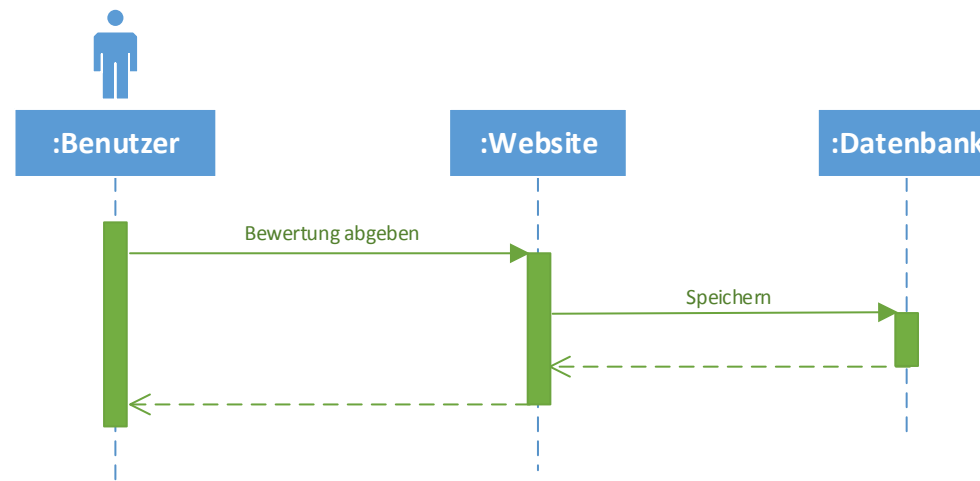 :Benutzer
:Website
:Datenbank
Bewertung abgeben
Speichern